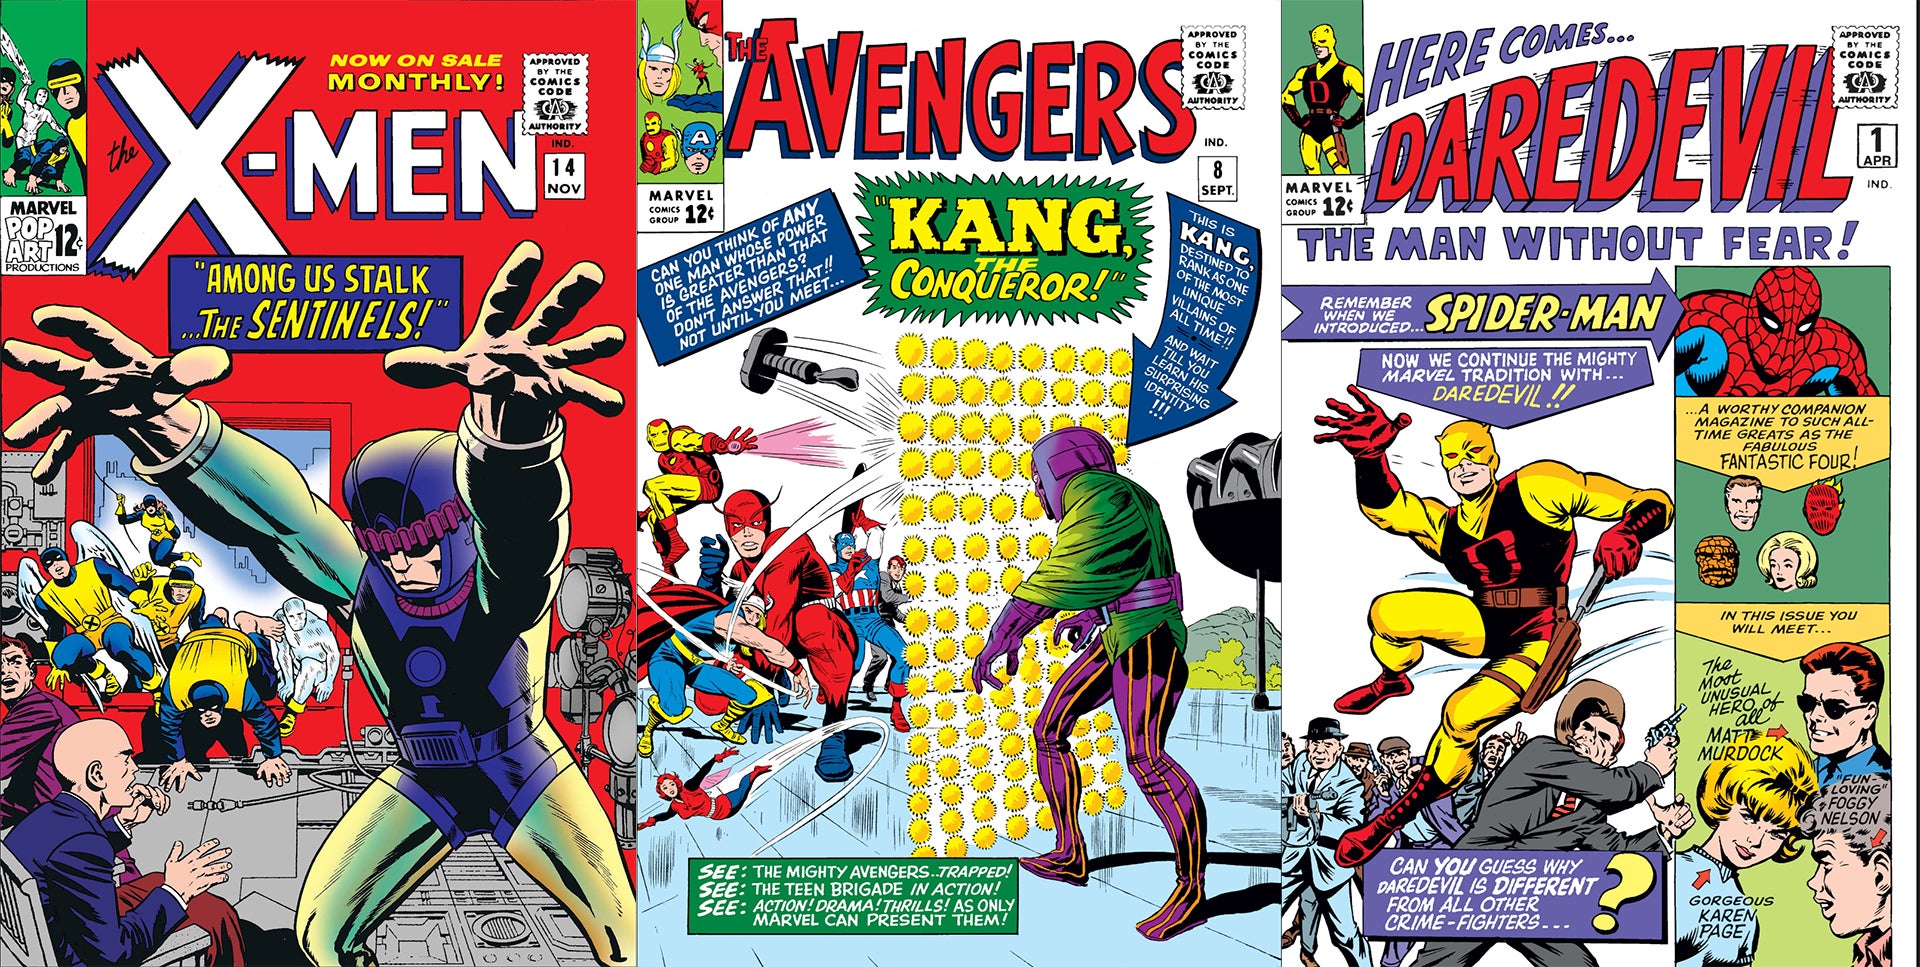 NOW ON SALE
MONTHLY!
the
X-MEN
APPROVED
BY THE
COMICS
CODE
CA
AUTHORITY
IND.
14
NOV
MARVEL
POP
ART
12¢
PRODUCTIONS
"AMONG US STALK
...THE SENTINELS!"
THE
AVENGERS
A
APPROVED
BY THE
COMICS
CODE
CA
AUTHORITY
IND.
8
SEPT.
MARVEL
COMICS
GROUP
12¢
CAN YOU THINK OF ANY
ONE MAN WHOSE POWER
IS GREATER THAN THAT
OF THE AVENGERS?
DON'T ANSWER THAT!!
NOT UNTIL YOU MEET...
"KANG,
THE
CONQUEROR!"
THIS IS
KANG,
DESTINED TO
RANK AS ONE
OF THE MOST
UNIQUE
VILLAINS OF
ALL TIME!!
AND WAIT
TILL YOU
LEARN HIS
SURPRISING
IDENTITY
!!!
SEE: THE MIGHTY AVENGERS..TRAPPED!
SEE: THE TEEN BRIGADE IN ACTION!
SEE: ACTION! DRAMA! THRILLS! AS ONLY
MARVEL CAN PRESENT THEM!
HERE COMES...
DAREDEVIL
D
APPROVED
BY THE
COMICS
CODE
CA
AUTHORITY
1
APR
IND.
MARVEL
COMICS
GROUP
12¢
THE MAN WITHOUT FEAR!
REMEMBER
WHEN WE
INTRODUCED...
SPIDER-MAN
NOW WE CONTINUE THE MIGHTY
MARVEL TRADITION WITH...
DAREDEVIL!!
D
...A WORTHY COMPANION
MAGAZINE TO SUCH ALL-
TIME GREATS AS THE
FABULOUS
FANTASTIC FOUR!
IN THIS ISSUE YOU
WILL MEET...
The
Most
UNUSUAL
HERO of
all
MATT
MURDOCK
"FUN-
LOVING"
FOGGY
NELSON
GORGEOUS
KAREN
PAGE
CAN YOU GUESS WHY
DAREDEVIL IS DIFFERENT
FROM ALL OTHER
CRIME-FIGHTERS...
?